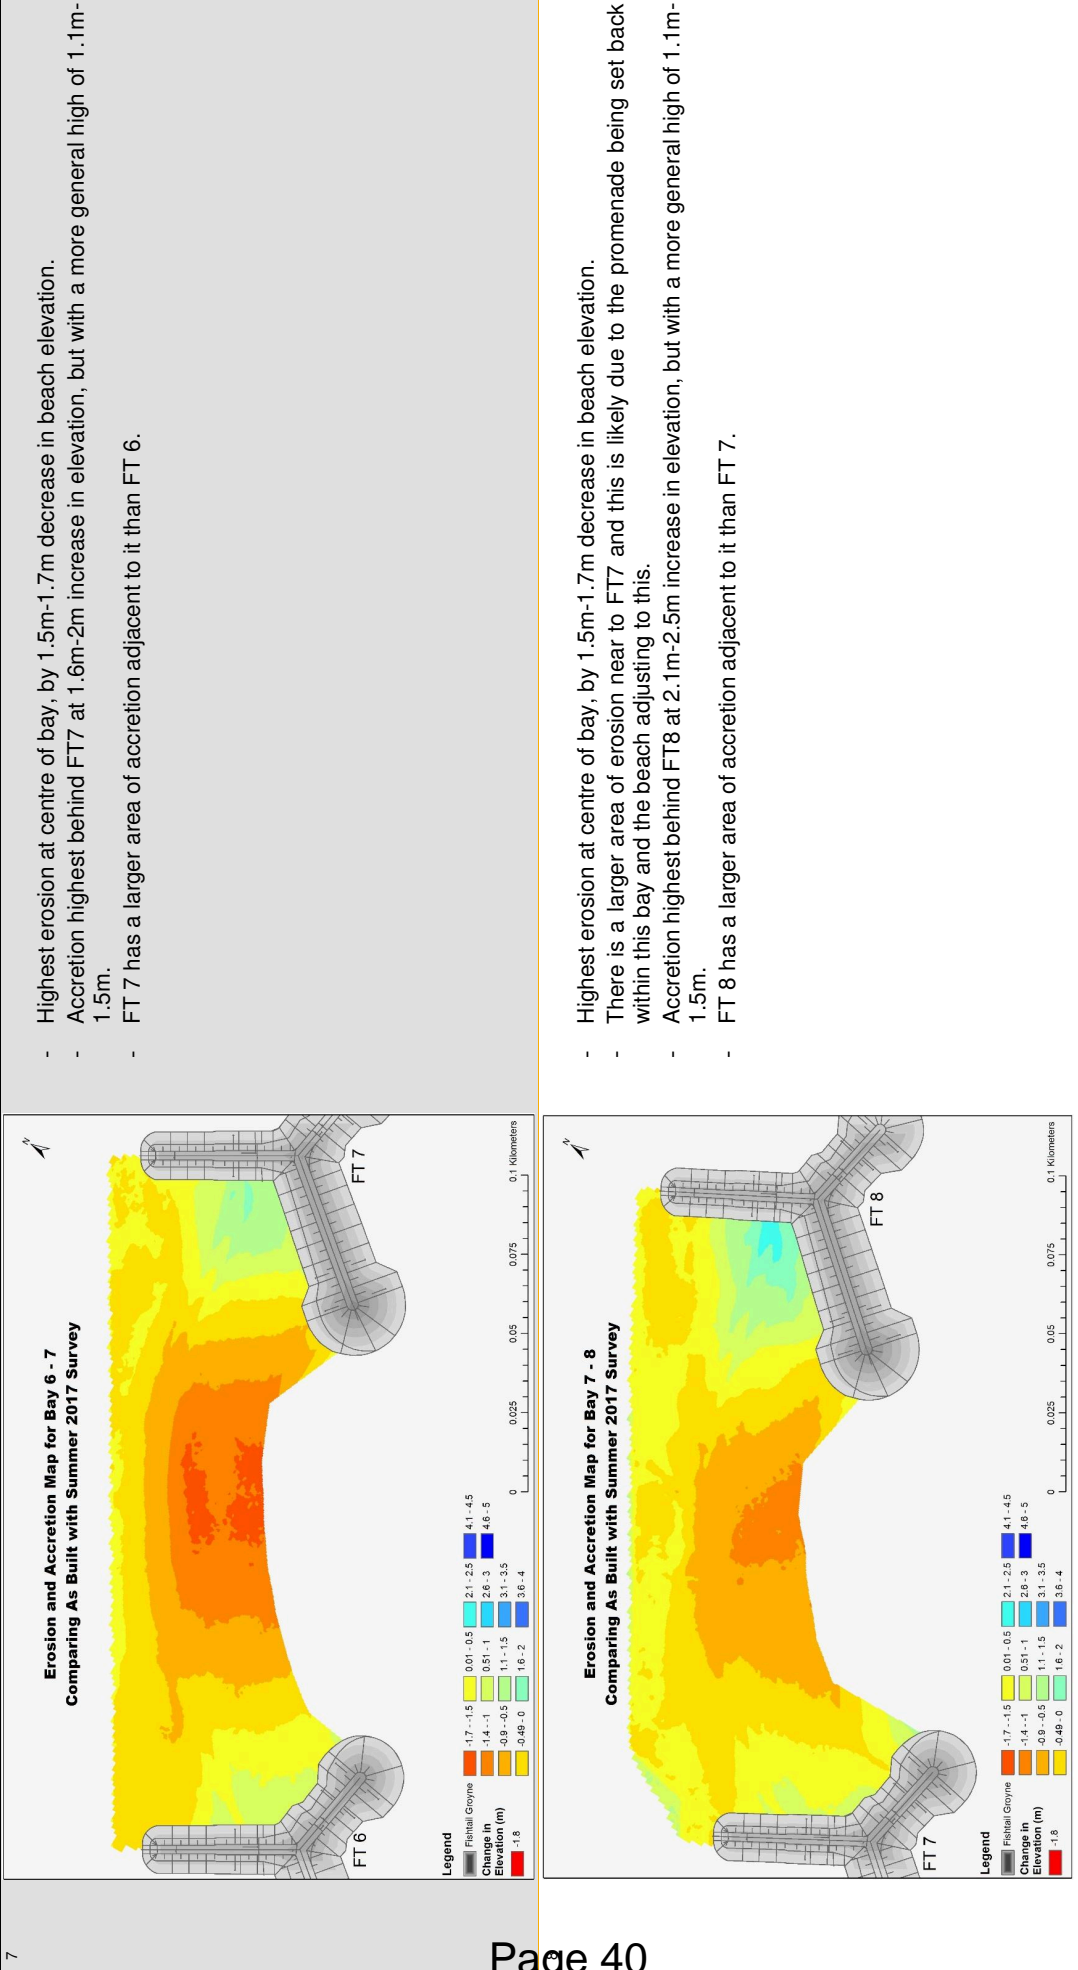 7
Erosion and Accretion Map for Bay 6 - 7
Comparing As Built with Summer 2017 Survey
N
FT 6
FT 7
Legend
Fishtail Groyne
Change in
Elevation (m)
-1.8
-1.7 - -1.5
-1.4 - -1
-0.9 - -0.5
-0.49 - 0
0.01 - 0.5
0.51 - 1
1.1 - 1.5
1.6 - 2
2.1 - 2.5
2.6 - 3
3.1 - 3.5
3.6 - 4
4.1 - 4.5
4.6 - 5
0 0.025 0.05 0.075 0.1 Kilometers
- Highest erosion at centre of bay, by 1.5m-1.7m decrease in beach elevation.
- Accretion highest behind FT7 at 1.6m-2m increase in elevation, but with a more general high of 1.1m-
1.5m.
- FT 7 has a larger area of accretion adjacent to it than FT 6.
8
Erosion and Accretion Map for Bay 7 - 8
Comparing As Built with Summer 2017 Survey
N
FT 7
FT 8
Legend
Fishtail Groyne
Change in
Elevation (m)
-1.8
-1.7 - -1.5
-1.4 - -1
-0.9 - -0.5
-0.49 - 0
0.01 - 0.5
0.51 - 1
1.1 - 1.5
1.6 - 2
2.1 - 2.5
2.6 - 3
3.1 - 3.5
3.6 - 4
4.1 - 4.5
4.6 - 5
0 0.025 0.05 0.075 0.1 Kilometers
- Highest erosion at centre of bay, by 1.5m-1.7m decrease in beach elevation.
- There is a larger area of erosion near to FT7 and this is likely due to the promenade being set back
within this bay and the beach adjusting to this.
- Accretion highest behind FT8 at 2.1m-2.5m increase in elevation, but with a more general high of 1.1m-
1.5m.
- FT 8 has a larger area of accretion adjacent to it than FT 7.
Page 40